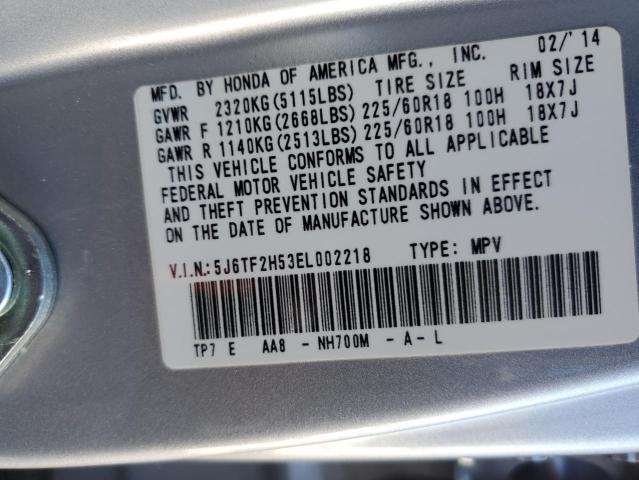 MFD. BY HONDA OF AMERICA MFG., INC. 02/'14
GVWR 2320KG(5115LBS) TIRE SIZE RIM SIZE
GAWR F 1210KG(2668LBS) 225/60R18 100H 18X7J
GAWR R 1140KG(2513LBS) 225/60R18 100H 18X7J
THIS VEHICLE CONFORMS TO ALL APPLICABLE
FEDERAL MOTOR VEHICLE SAFETY
AND THEFT PREVENTION STANDARDS IN EFFECT
ON THE DATE OF MANUFACTURE SHOWN ABOVE.
V.I.N.:5J6TF2H53EL002218 TYPE: MPV
TP7 E AA8 - NH700M - A - L